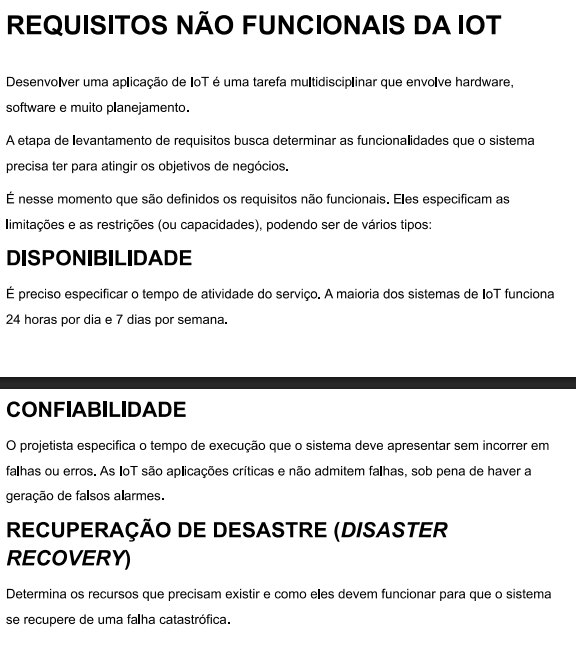 REQUISITOS NÃO FUNCIONAIS DA IOT
Desenvolver uma aplicação de IoT é uma tarefa multidisciplinar que envolve hardware,
software e muito planejamento.
A etapa de levantamento de requisitos busca determinar as funcionalidades que o sistema
precisa ter para atingir os objetivos de negócios.
É nesse momento que são definidos os requisitos não funcionais. Eles especificam as
limitações e as restrições (ou capacidades), podendo ser de vários tipos:
DISPONIBILIDADE
É preciso especificar o tempo de atividade do serviço. A maioria dos sistemas de IoT funciona
24 horas por dia e 7 dias por semana.
CONFIABILIDADE
O projetista especifica o tempo de execução que o sistema deve apresentar sem incorrer em
falhas ou erros. As IoT são aplicações críticas e não admitem falhas, sob pena de haver a
geração de falsos alarmes.
RECUPERAÇÃO DE DESASTRE (DISASTER
RECOVERY)
Determina os recursos que precisam existir e como eles devem funcionar para que o sistema
se recupere de uma falha catastrófica.